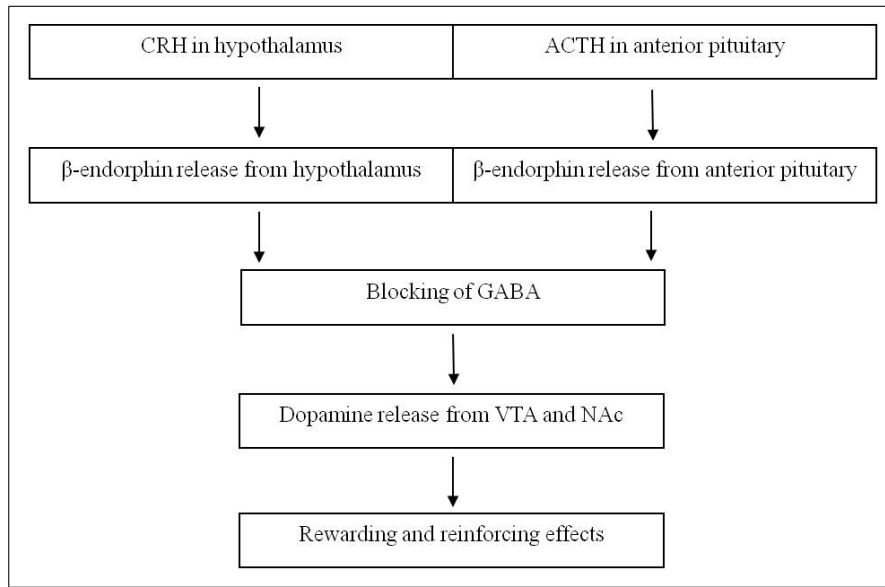 CRH in hypothalamus
ACTH in anterior pituitary
β-endorphin release from hypothalamus
β-endorphin release from anterior pituitary
Blocking of GABA
Dopamine release from VTA and NAc
Rewarding and reinforcing effects